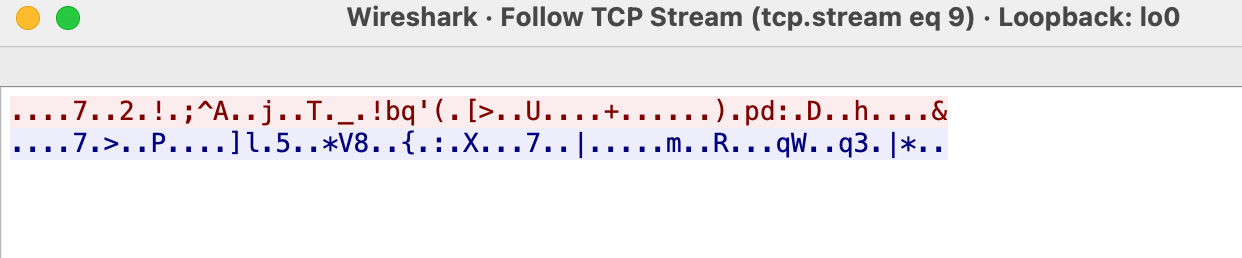 Wireshark · Follow TCP Stream (tcp.stream eq 9) · Loopback: lo0
....7..2.!.;^A..j..T._.!bq'(.[>..U....+......).pd:.D..h....&
....7.>..P....]l.5..*V8..{.:.X...7..|.....m..R...qW..q3.|*..